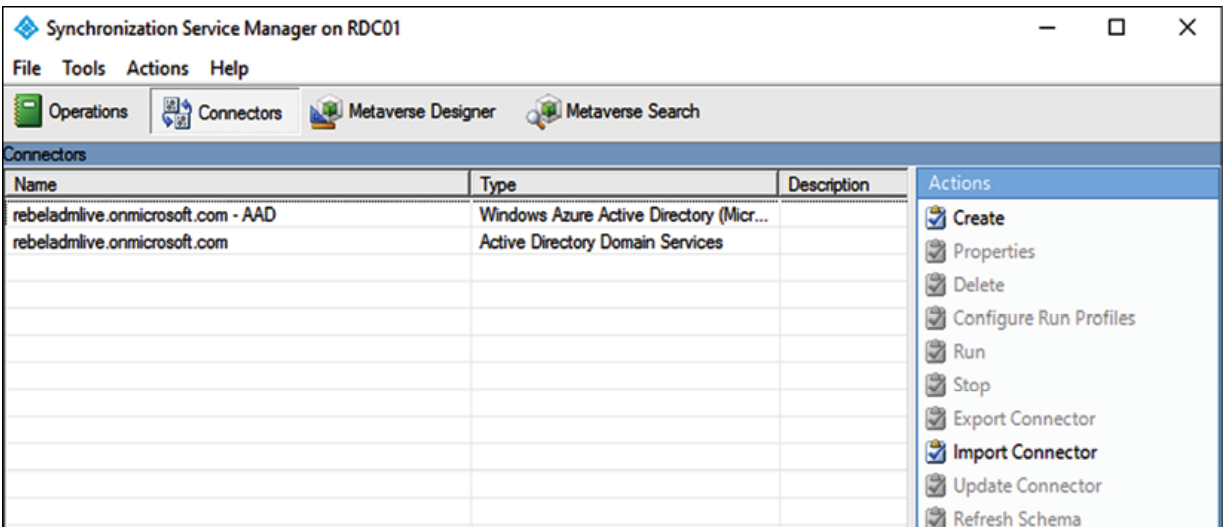 Synchronization Service Manager on RDC01
File Tools Actions Help
Operations Connectors Metaverse Designer Metaverse Search
Connectors
Name Type Description
rebeladmlive.onmicrosoft.com - AAD Windows Azure Active Directory (Micr...
rebeladmlive.onmicrosoft.com Active Directory Domain Services
Actions
Create
Properties
Delete
Configure Run Profiles
Run
Stop
Export Connector
Import Connector
Update Connector
Refresh Schema